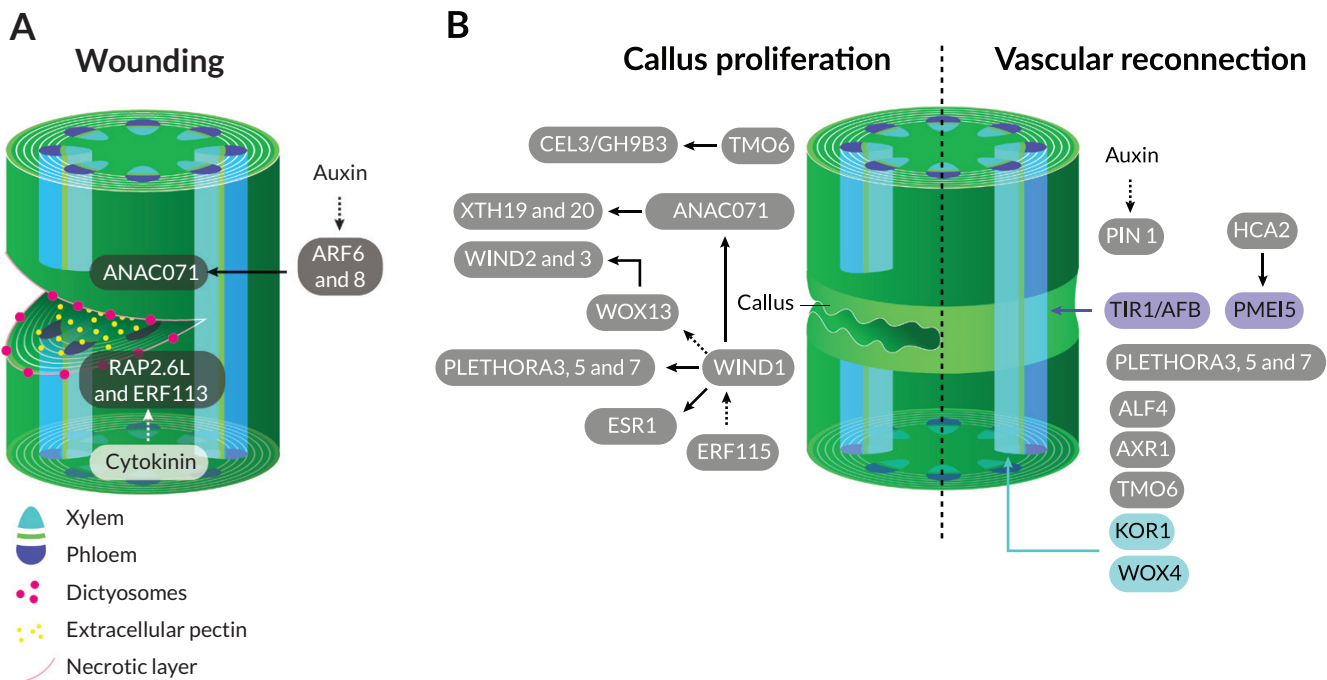 A
Wounding
Auxin
ARF6
and 8
ANAC071
RAP2.6L
and ERF113
Cytokinin
Xylem
Phloem
Dictyosomes
Extracellular pectin
Necrotic layer
B
Callus proliferation
Vascular reconnection
CEL3/GH9B3
TMO6
XTH19 and 20
ANAC071
WIND2 and 3
WOX13
Callus
PLETHORA3, 5 and 7
WIND1
ESR1
ERF115
Auxin
PIN 1
HCA2
TIR1/AFB
PMEI5
PLETHORA3, 5 and 7
ALF4
AXR1
TMO6
KOR1
WOX4